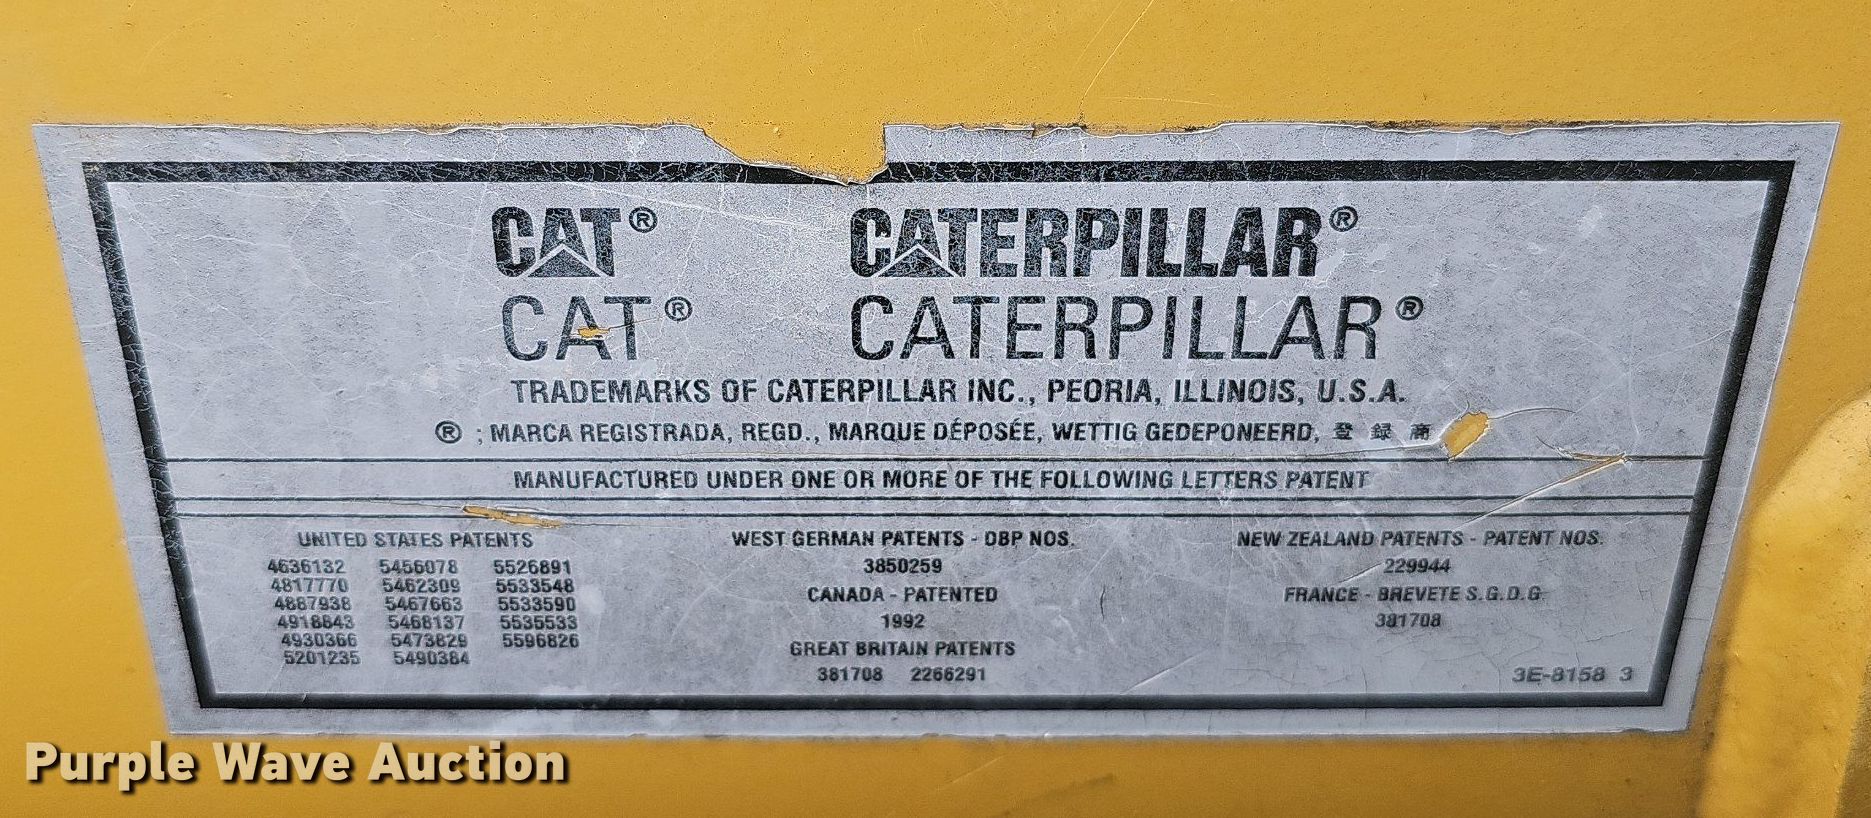 CAT® CATERPILLAR®
CAT® CATERPILLAR®
TRADEMARKS OF CATERPILLAR INC., PEORIA, ILLINOIS, U.S.A.
® ; MARCA REGISTRADA, REGD., MARQUE DÉPOSÉE, WETTIG GEDEPONEERD, 登 録 商
MANUFACTURED UNDER ONE OR MORE OF THE FOLLOWING LETTERS PATENT
UNITED STATES PATENTS
4636132 5456078 5526891
4817770 5462309 5533548
4887938 5467663 5533590
4918843 5468137 5535533
4930366 5473829 5596826
5201235 5490384
WEST GERMAN PATENTS - DBP NOS.
3850259
CANADA - PATENTED
1992
GREAT BRITAIN PATENTS
381708 2266291
NEW ZEALAND PATENTS - PATENT NOS.
229944
FRANCE - BREVETE S.G.D.G.
381708
3E-8158 3
Purple Wave Auction